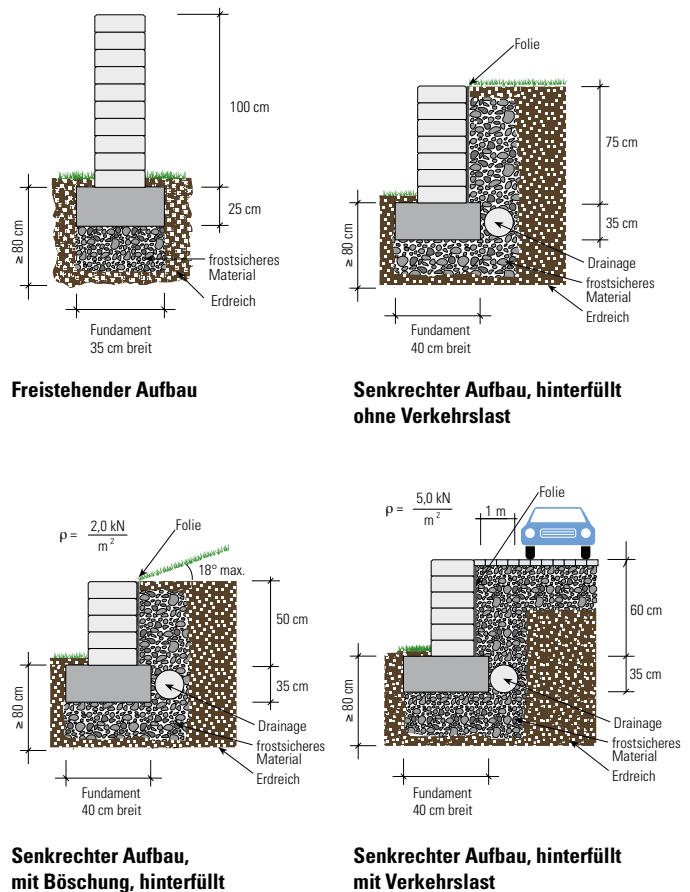 100 cm
25 cm
≥ 80 cm
frostsicheres
Material
Erdreich
Fundament
35 cm breit
Freistehender Aufbau
Folie
75 cm
35 cm
≥ 80 cm
Drainage
frostsicheres
Material
Erdreich
Fundament
40 cm breit
Senkrechter Aufbau, hinterfüllt
ohne Verkehrslast
ρ = 2,0 kN
m 2
Folie
18° max.
50 cm
35 cm
≥ 80 cm
Drainage
frostsicheres
Material
Erdreich
Fundament
40 cm breit
Senkrechter Aufbau,
mit Böschung, hinterfüllt
ρ = 5,0 kN
m 2
1 m
Folie
60 cm
35 cm
≥ 80 cm
Drainage
frostsicheres
Material
Erdreich
Fundament
40 cm breit
Senkrechter Aufbau, hinterfüllt
mit Verkehrslast